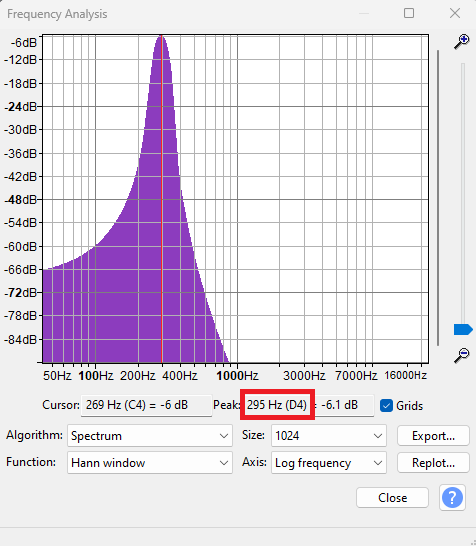 Frequency Analysis
-6dB
-12dB
-18dB
-24dB
-30dB
-36dB
-42dB
-48dB
-54dB
-60dB
-66dB
-72dB
-78dB
-84dB
50Hz 100Hz 200Hz 400Hz 1000Hz 3000Hz 7000Hz 16000Hz
Cursor: 269 Hz (C4) = -6 dB Peak: 295 Hz (D4) = -6.1 dB Grids
Algorithm: Spectrum Size: 1024 Export...
Function: Hann window Axis: Log frequency Replot...
Close ?